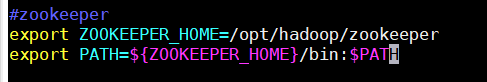 #zookeeper
export ZOOKEEPER_HOME=/opt/hadoop/zookeeper
export PATH=${ZOOKEEPER_HOME}/bin:$PATH